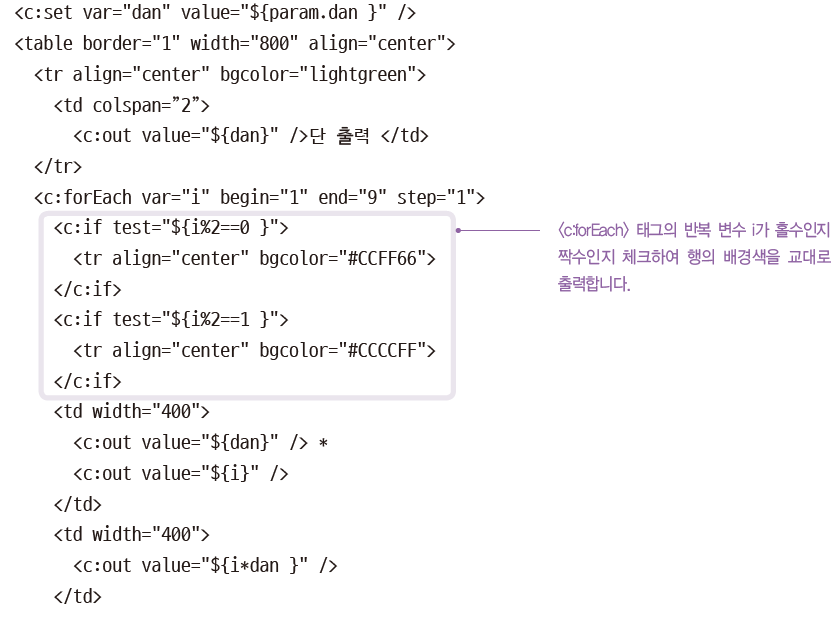 <c:set var="dan" value="${param.dan }" />
<table border="1" width="800" align="center">
<tr align="center" bgcolor="lightgreen">
<td colspan=”2”>
<c:out value="${dan}" />단 출력 </td>
</tr>
<c:forEach var="i" begin="1" end="9" step="1">
<c:if test="${i%2==0 }">
<tr align="center" bgcolor="#CCFF66">
</c:if>
<c:if test="${i%2==1 }">
<tr align="center" bgcolor="#CCCCFF">
</c:if>
<td width="400">
<c:out value="${dan}" /> *
<c:out value="${i}" />
</td>
<td width="400">
<c:out value="${i*dan }" />
</td>
〈c:forEach〉 태그의 반복 변수 i가 홀수인지
짝수인지 체크하여 행의 배경색을 교대로
출력합니다.